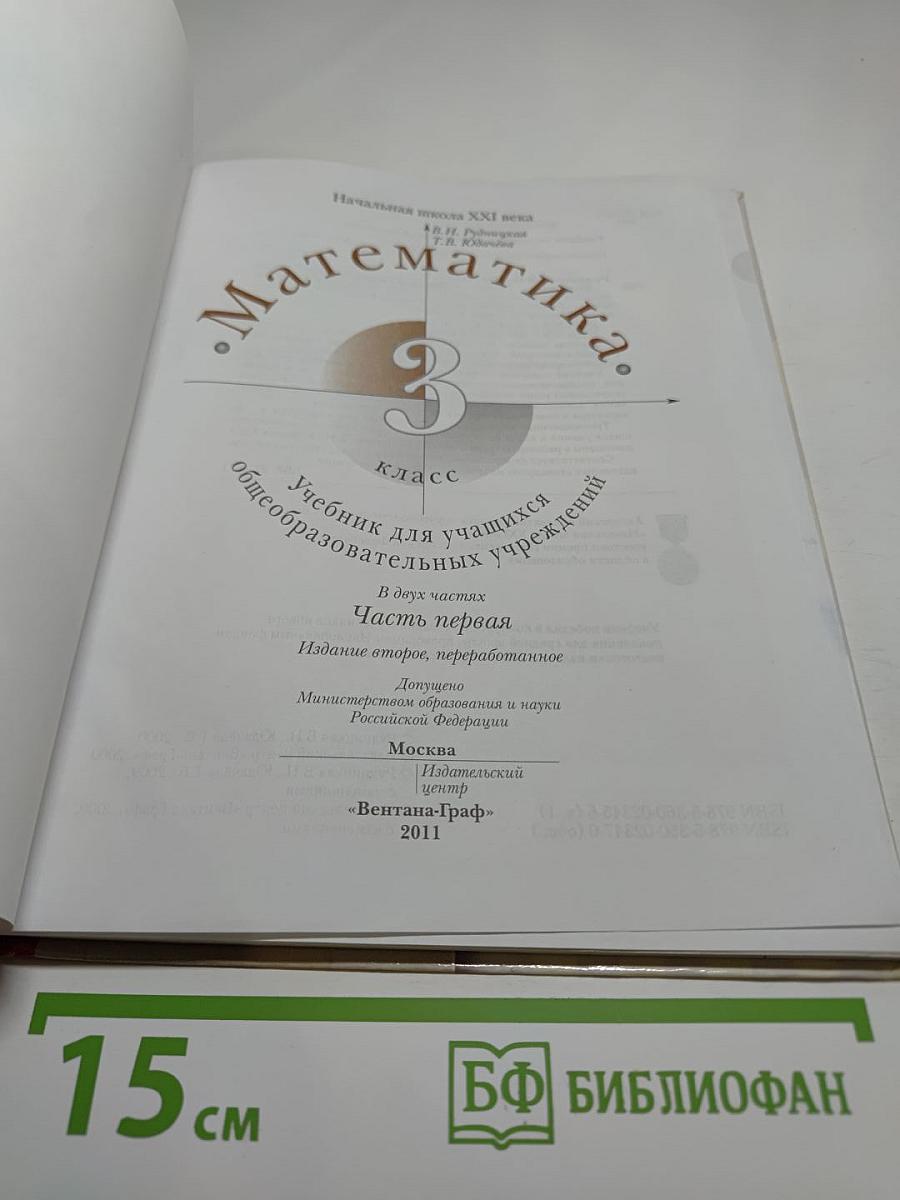 Начальная школа XXI века
В.Н. Рудницкая
Т.В. Юдачёва
Математика
3
класс
Учебник для учащихся
общеобразовательных учреждений
В двух частях
Часть первая
Издание второе, переработанное
Допущено
Министерством образования и науки
Российской Федерации
Москва
Издательский
центр
«Вентана-Граф»
2011
15 см
БФ БИБЛИОФАН